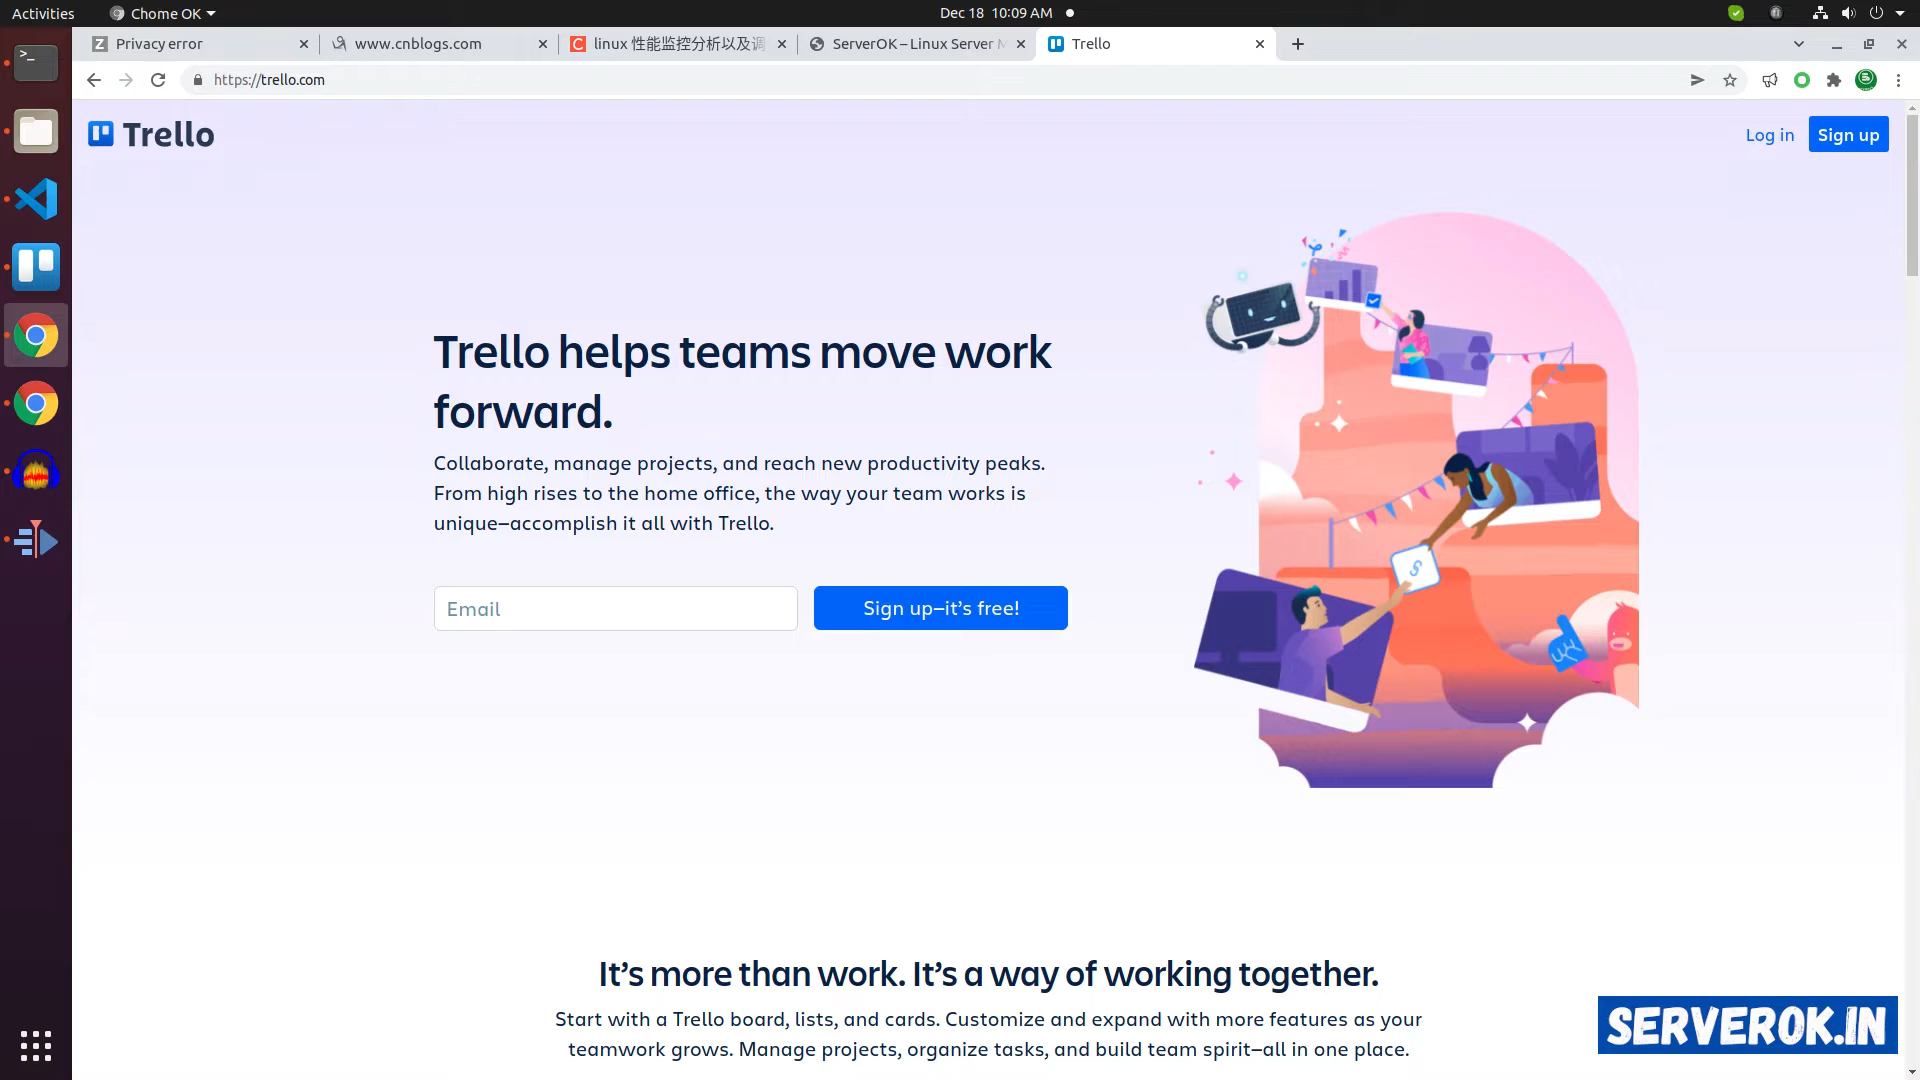 Activities
Chome OK
Dec 18 10:09 AM
Privacy error
www.cnblogs.com
linux 性能监控分析以及调
ServerOK – Linux Server M
Trello
https://trello.com
Trello
Log in
Sign up
Trello helps teams move work
forward.
Collaborate, manage projects, and reach new productivity peaks.
From high rises to the home office, the way your team works is
unique—accomplish it all with Trello.
Email
Sign up—it’s free!
It’s more than work. It’s a way of working together.
Start with a Trello board, lists, and cards. Customize and expand with more features as your
teamwork grows. Manage projects, organize tasks, and build team spirit—all in one place.
SERVEROK.IN